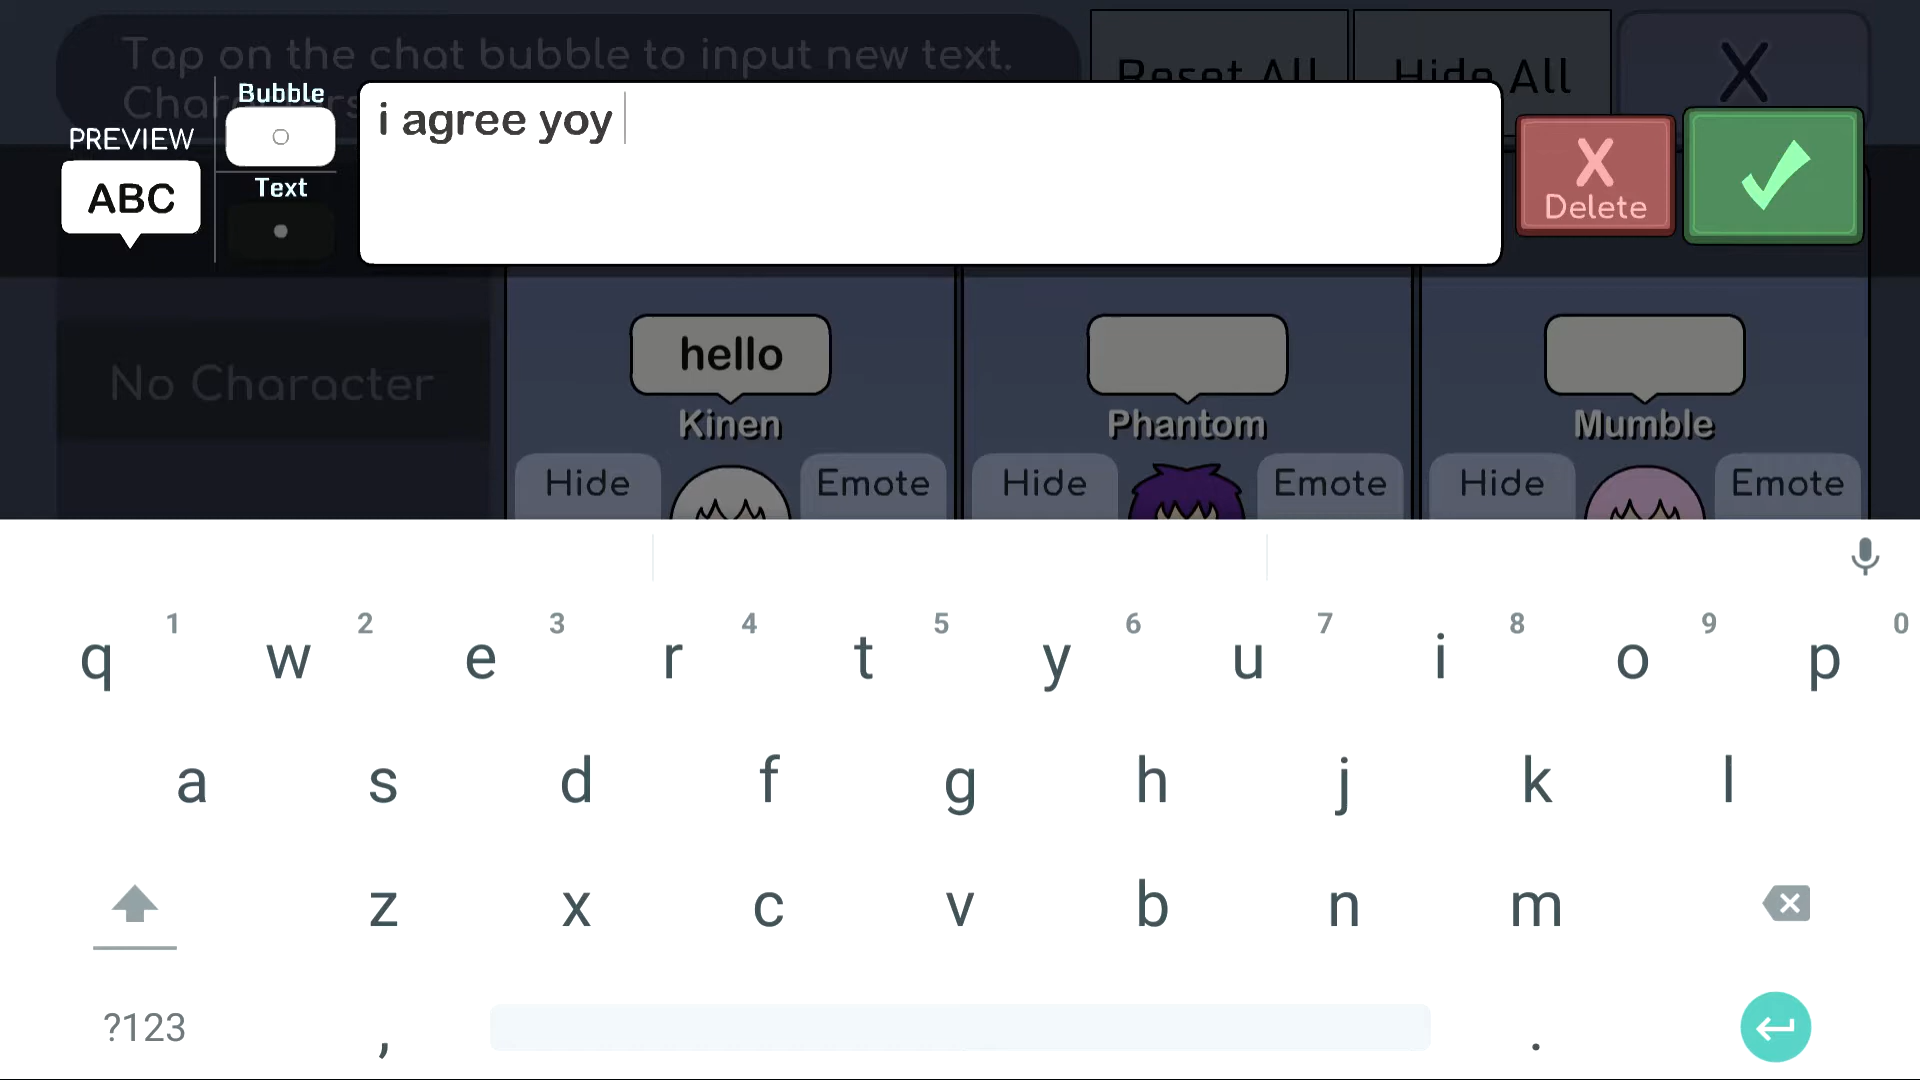 Tap on the chat bubble to input new text.
Reset All
Hide All
X
Bubble
PREVIEW
ABC
Text
i agree yoy
X
Delete
No Character
hello
Kinen
Phantom
Mumble
Hide
Emote
Hide
Emote
Hide
Emote
1 2 3 4 5 6 7 8 9 0
q w e r t y u i o p
a s d f g h j k l
z x c v b n m
?123 , .